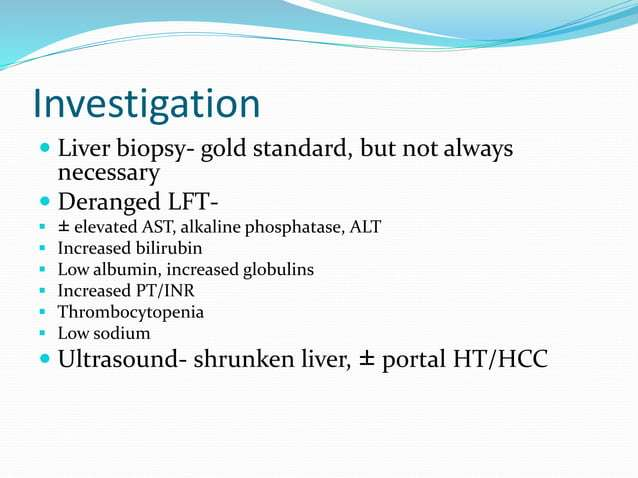 Investigation
• Liver biopsy- gold standard, but not always
necessary
• Deranged LFT-
▪ ± elevated AST, alkaline phosphatase, ALT
▪ Increased bilirubin
▪ Low albumin, increased globulins
▪ Increased PT/INR
▪ Thrombocytopenia
▪ Low sodium
• Ultrasound- shrunken liver, ± portal HT/HCC